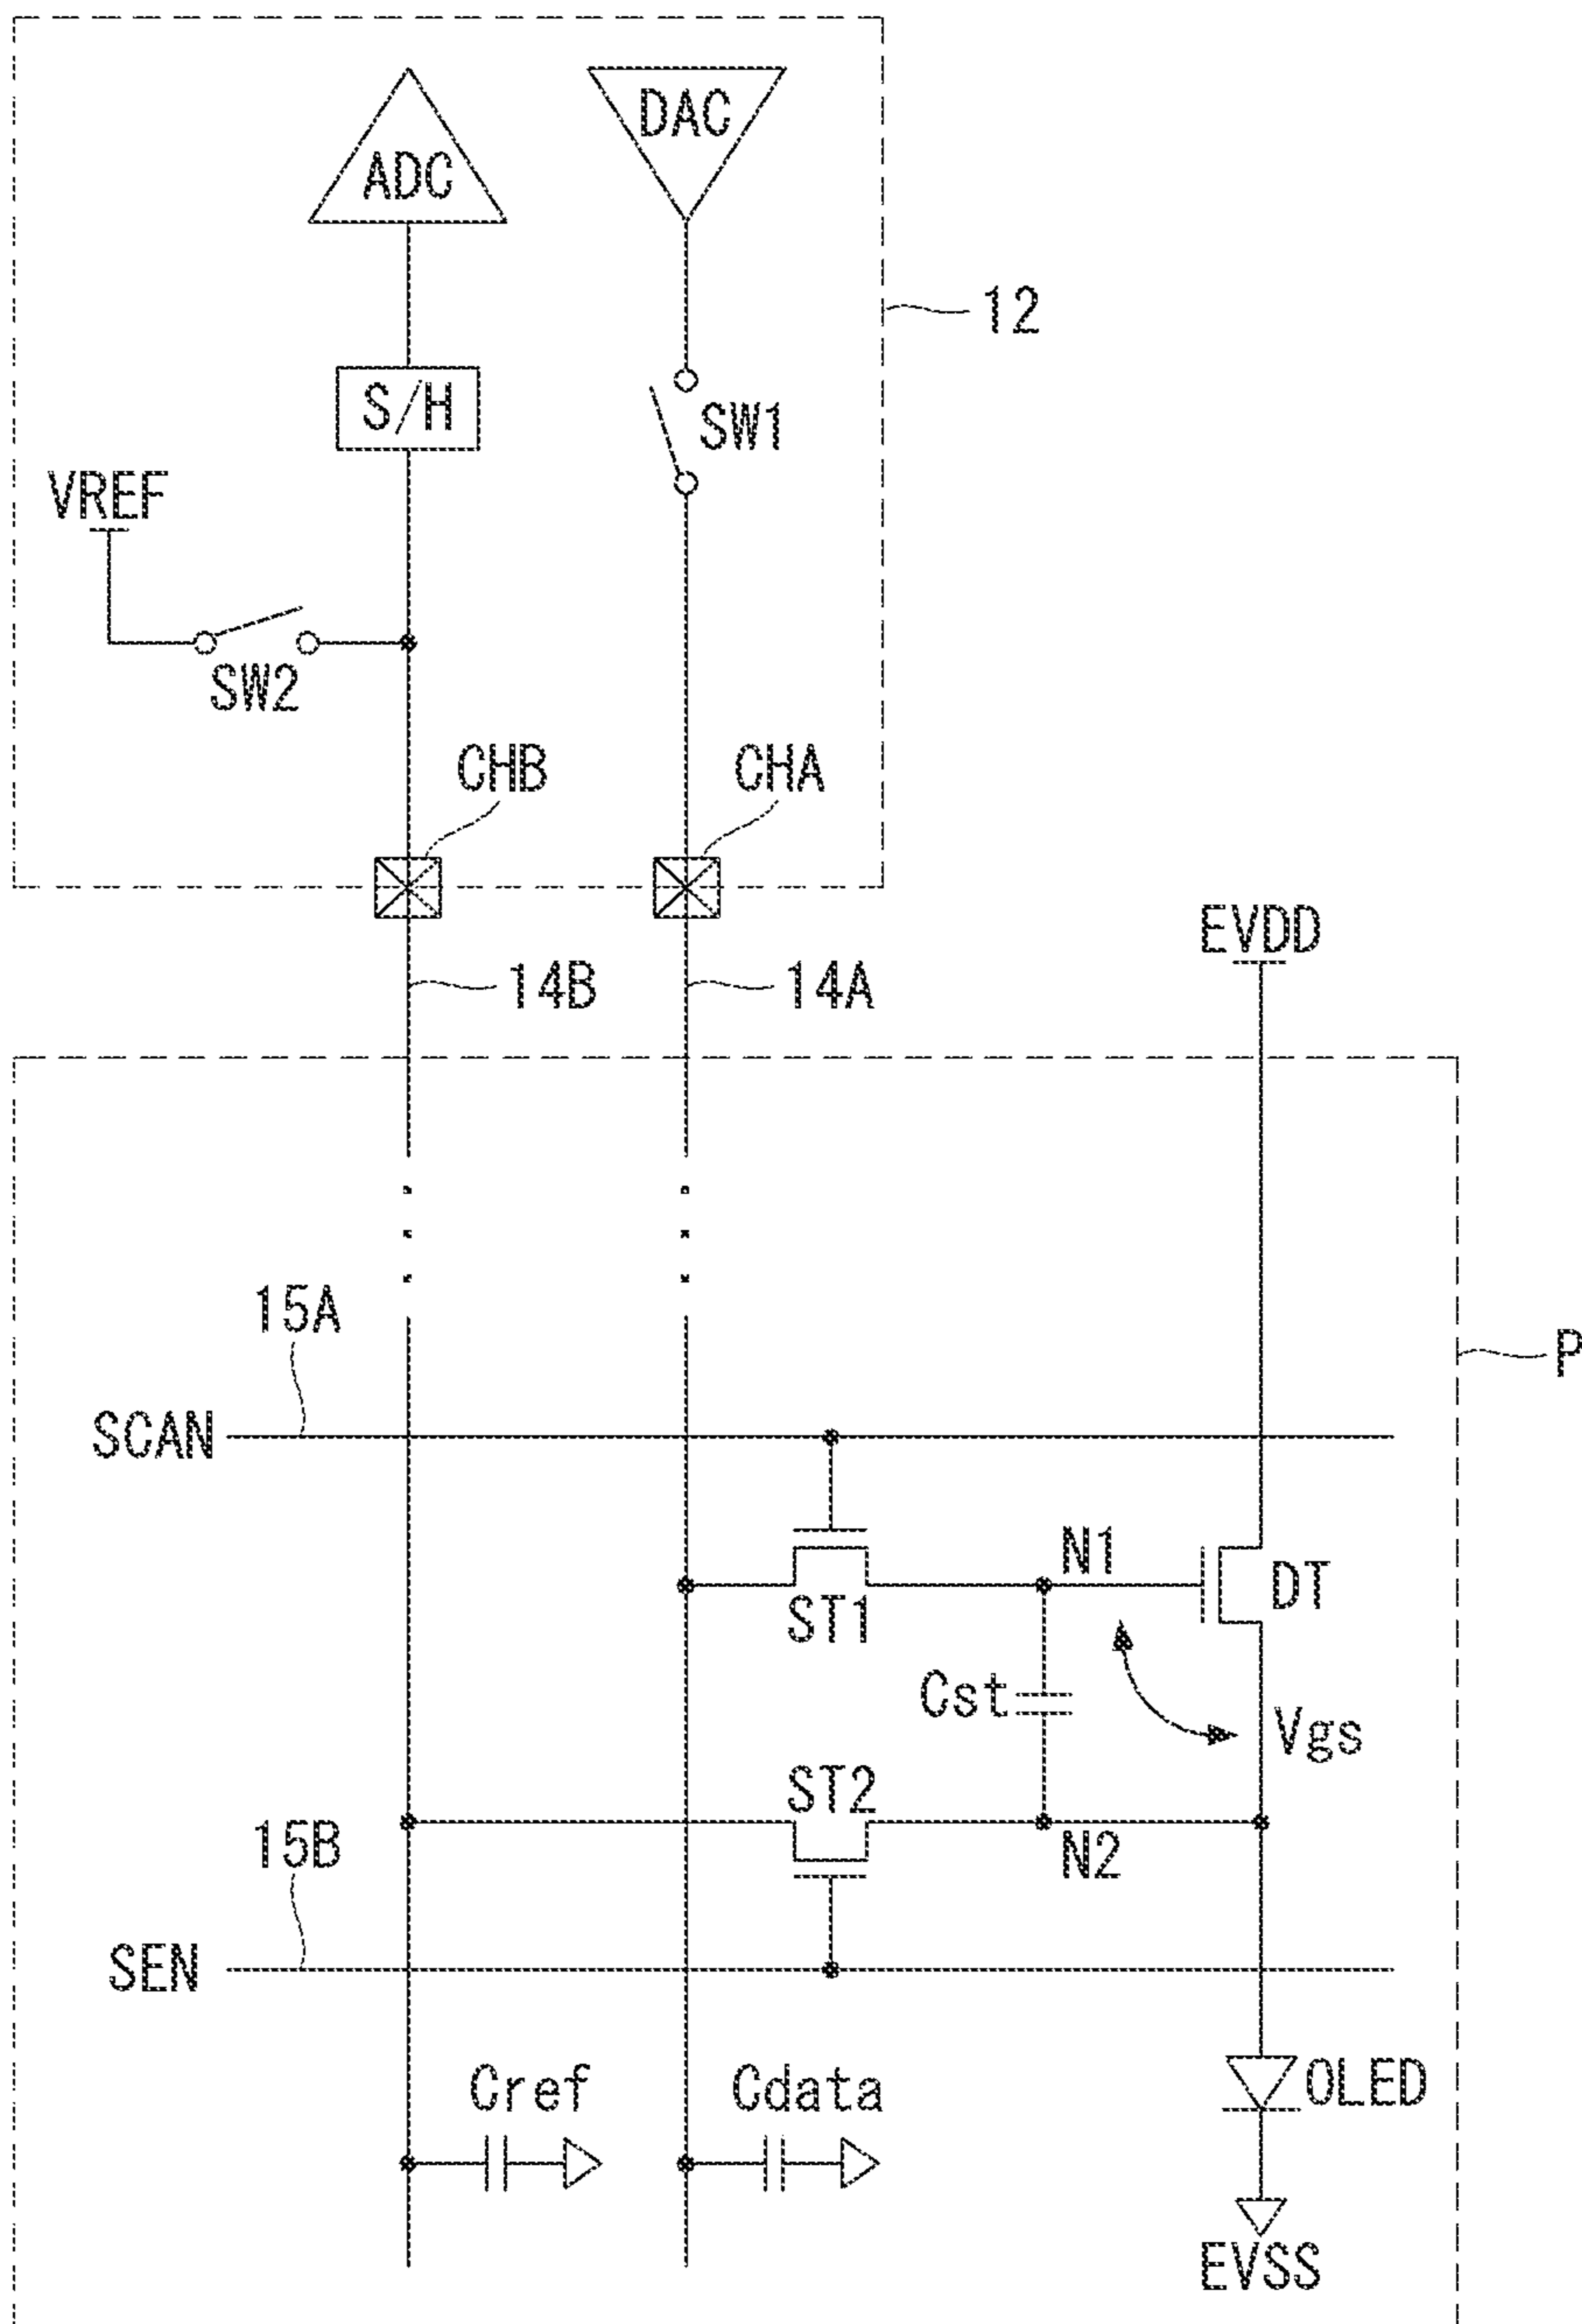 ADC
DAC
12
S/H
SW1
VREF
SW2
CHB
CHA
EVDD
14B
14A
15A
P
SCAN
N1
DT
ST1
Cst
Vgs
ST2
15B
N2
SEN
Cref
Cdata
OLED
EVSS